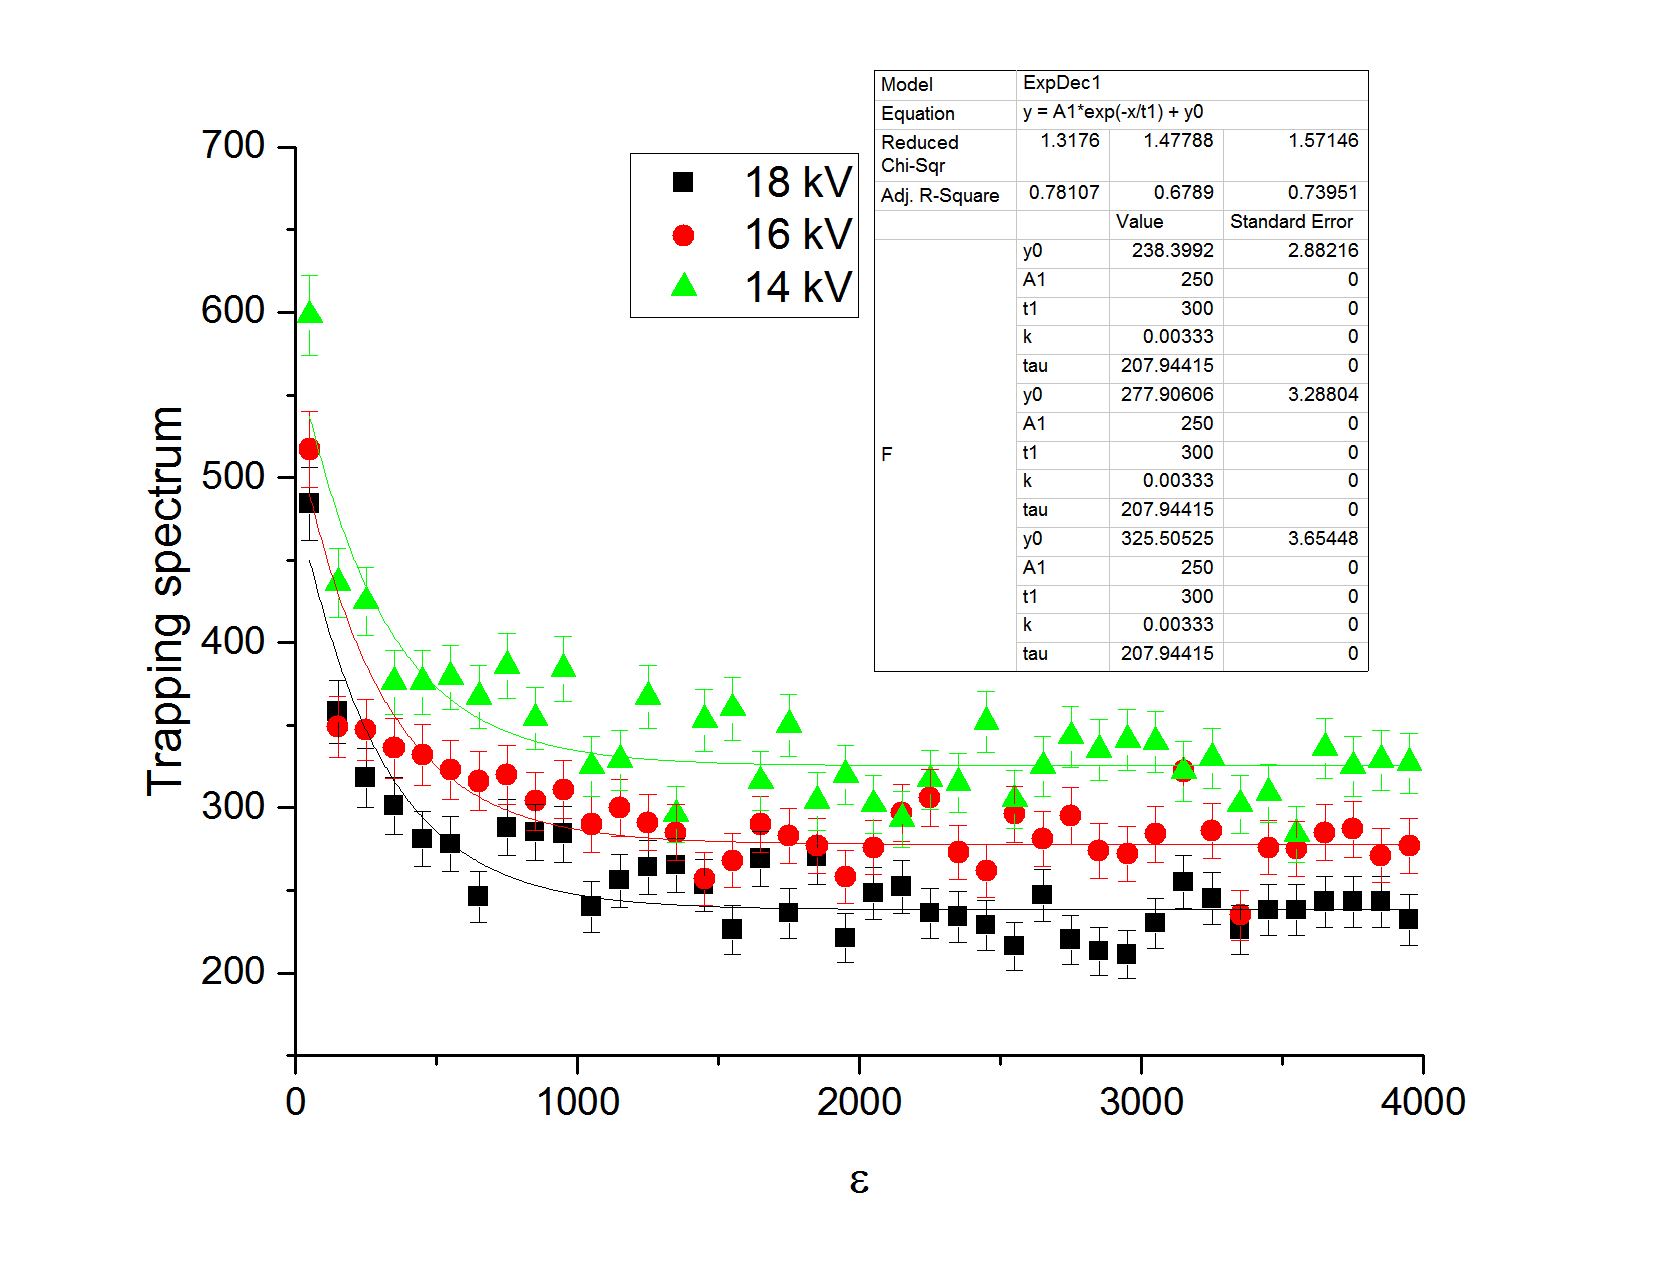 Model ExpDec1
Equation y = A1*exp(-x/t1) + y0
Reduced Chi-Sqr 1.3176 1.47788 1.57146
Adj. R-Square 0.78107 0.6789 0.73951
Value Standard Error
F
y0 238.3992 2.88216
A1 250 0
t1 300 0
k 0.00333 0
tau 207.94415 0
y0 277.90606 3.28804
A1 250 0
t1 300 0
k 0.00333 0
tau 207.94415 0
y0 325.50525 3.65448
A1 250 0
t1 300 0
k 0.00333 0
tau 207.94415 0
18 kV
16 kV
14 kV
700
600
500
400
300
200
Trapping spectrum
0 1000 2000 3000 4000
ε